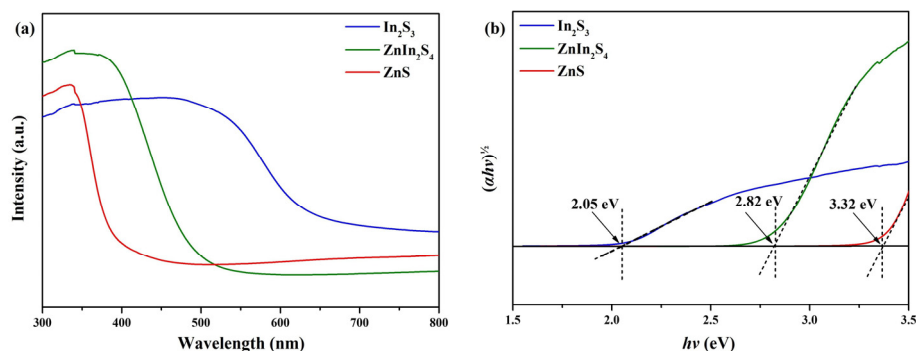 (a)
In₂S₃
ZnIn₂S₄
ZnS
Intensity (a.u.)
300 400 500 600 700 800
Wavelength (nm)
(b)
In₂S₃
ZnIn₂S₄
ZnS
(αhν)^½
2.05 eV
2.82 eV
3.32 eV
1.5 2.0 2.5 3.0 3.5
hν (eV)